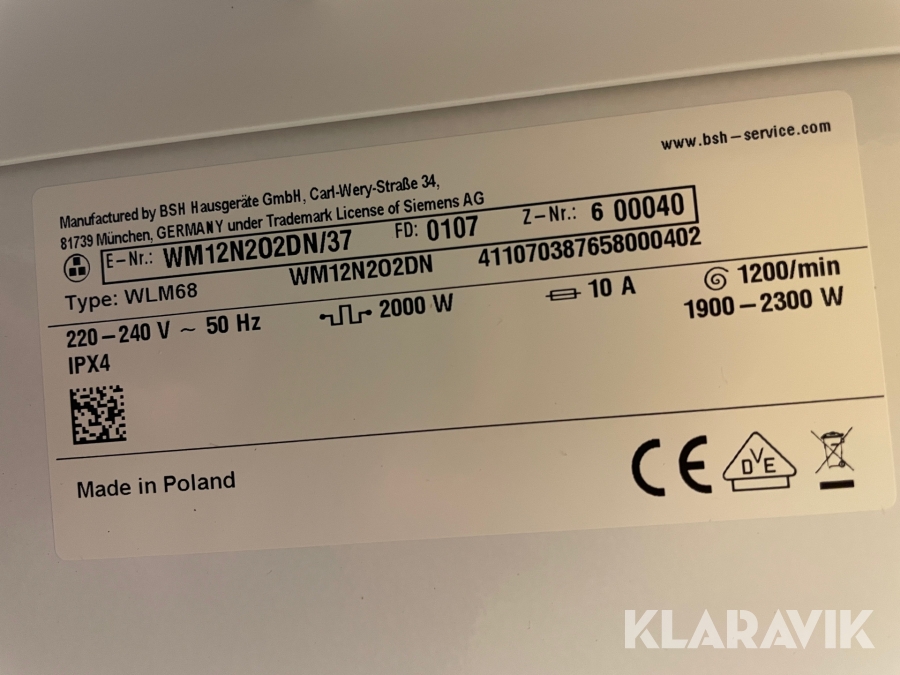 www.bsh-service.com
Manufactured by BSH Hausgeräte GmbH, Carl-Wery-Straße 34,
81739 München, GERMANY under Trademark License of Siemens AG
E-Nr.: WM12N202DN/37 FD: 0107 Z-Nr.: 6 00040
Type: WLM68 WM12N202DN 411070387658000402
220-240 V ~ 50 Hz 2000 W 10 A 1200/min
IPX4 1900-2300 W
Made in Poland CE DVE
KLARAVIK